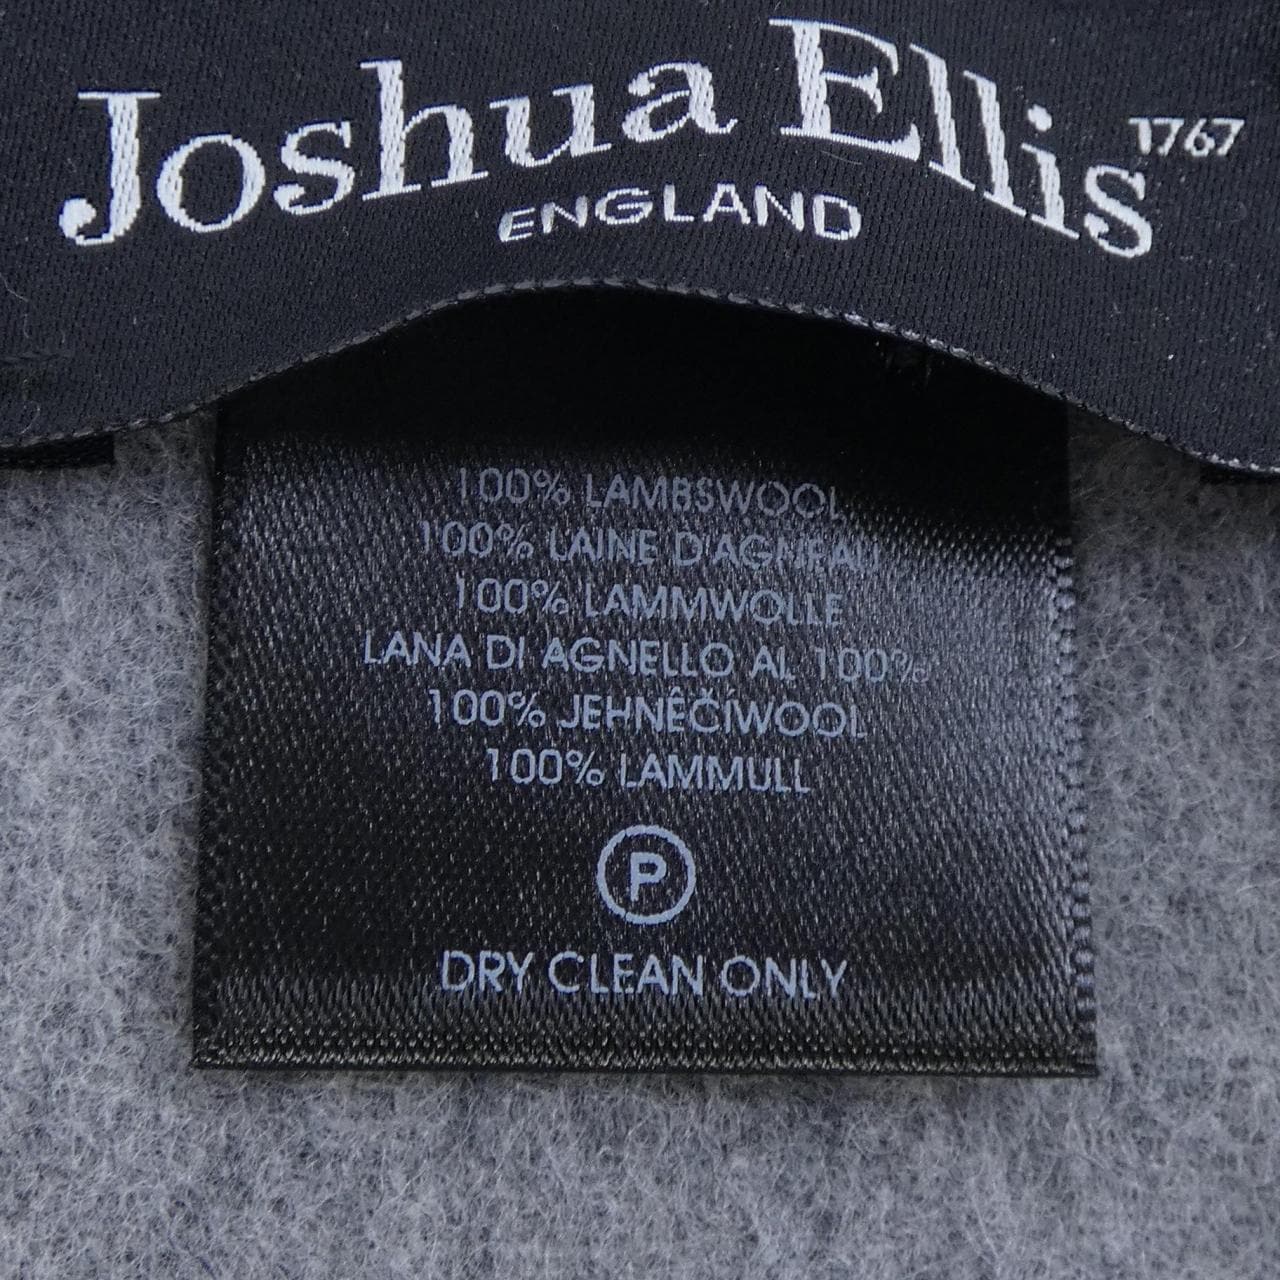 Joshua Ellis 1767
ENGLAND
100% LAMBSWOOL
100% LAINE D'AGNEAU
100% LAMMWOLLE
LANA DI AGNELLO AL 100%
100% JEHNÊČÍWOOL
100% LAMMULL
P
DRY CLEAN ONLY